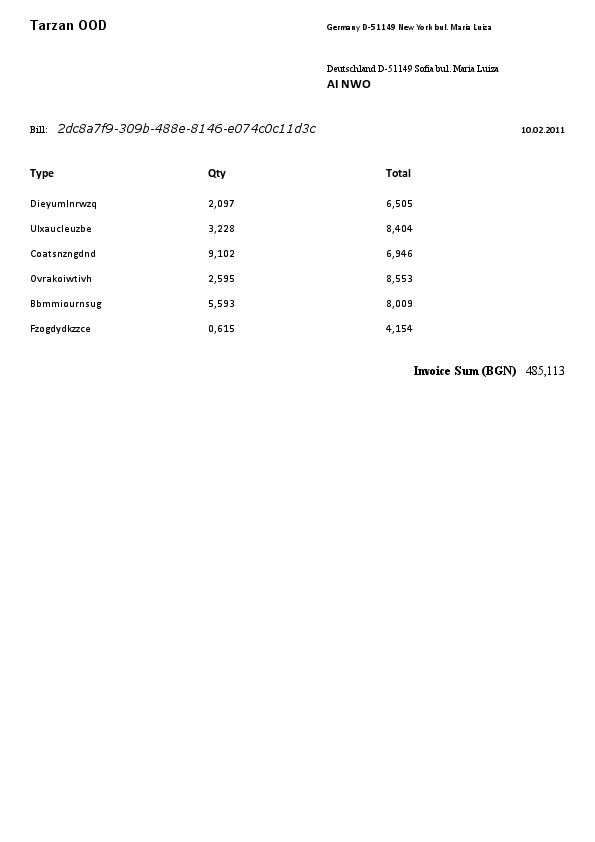 Tarzan OOD Germany D-51149 New York bul. Maria Luiza
Deutschland D-51149 Sofia bul. Maria Luiza
AI NWO
Bill: 2dc8a7f9-309b-488e-8146-e074c0c11d3c 10.02.2011
Type Qty Total
Dieyumlnrwzq 2,097 6,505
Ulxaucleuzbe 3,228 8,404
Coatsnzngdnd 9,102 6,946
Ovrakoiwtivh 2,595 8,553
Bbmmiournsug 5,593 8,009
Fzogdydkzzce 0,615 4,154
Invoice Sum (BGN) 485,113